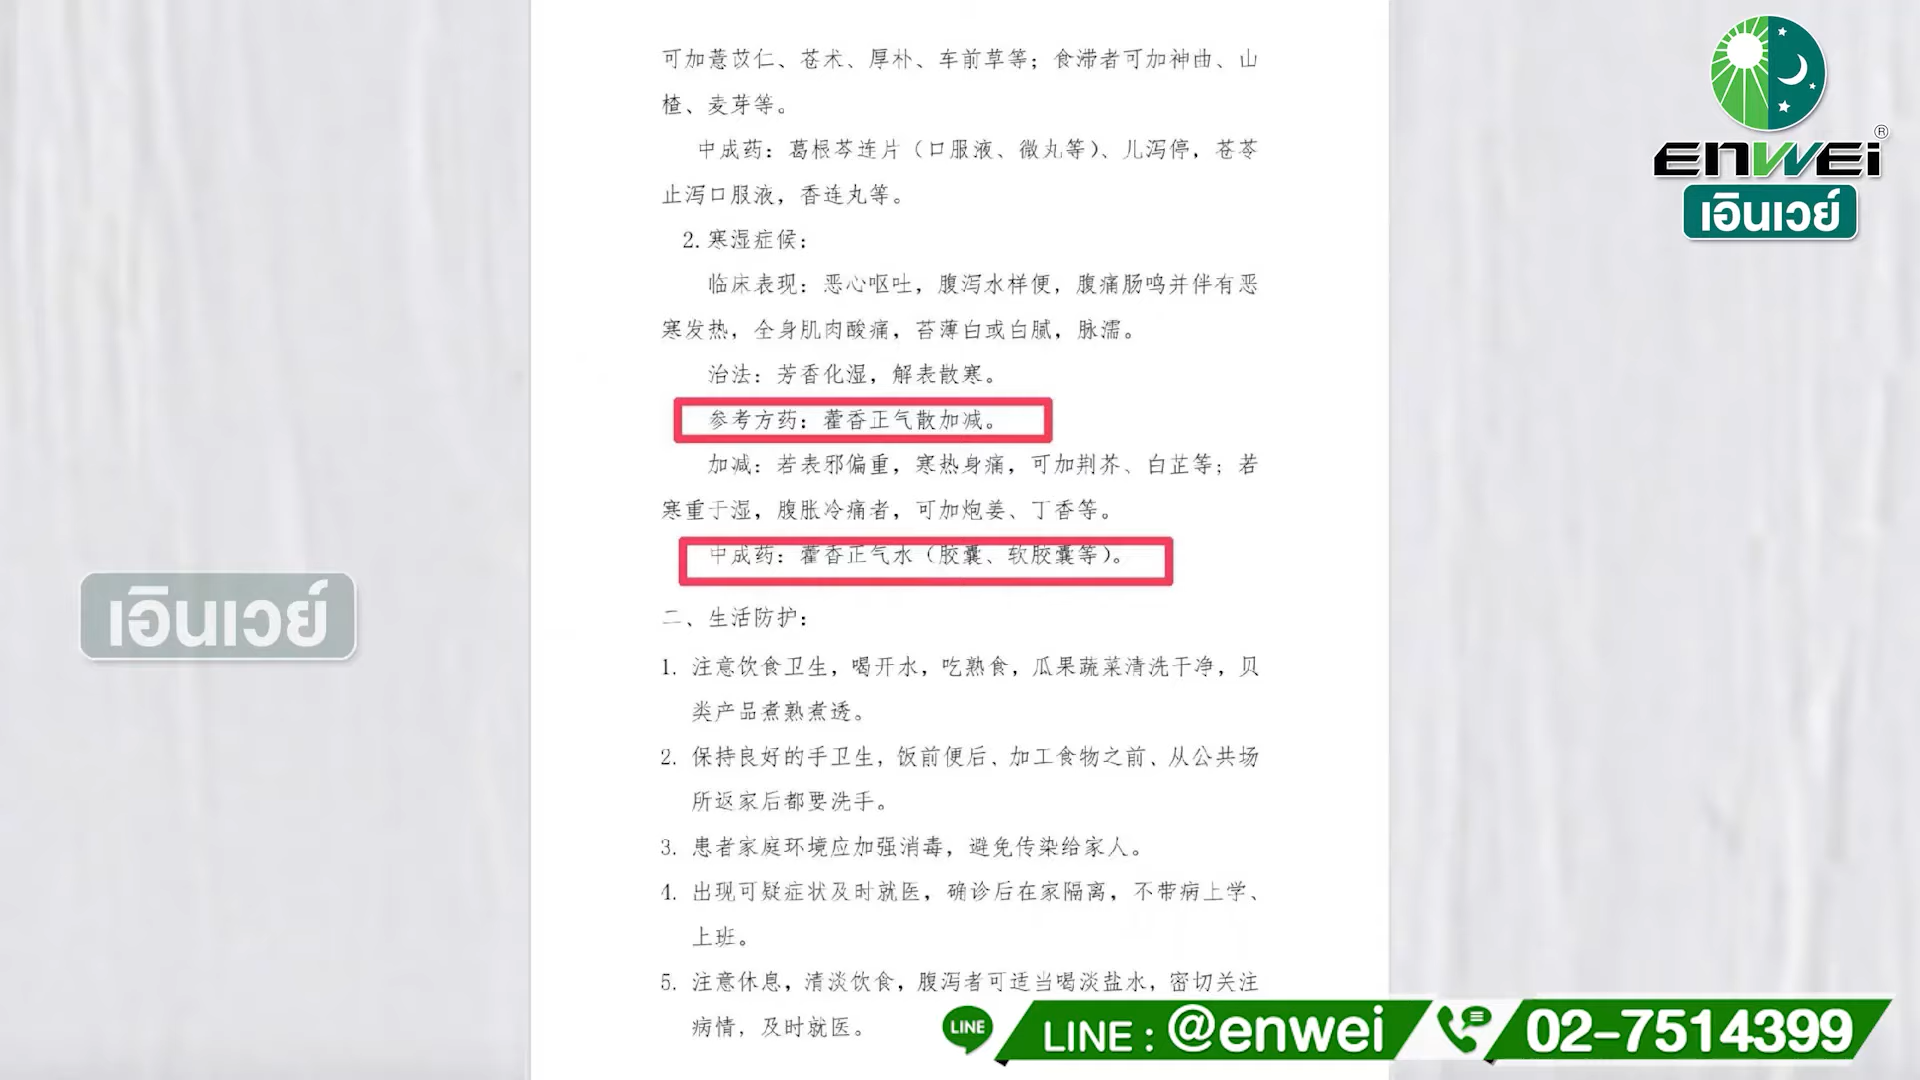 可加薏苡仁、苍术、厚朴、车前草等；食滞者可加神曲、山
楂、麦芽等。
中成药：葛根芩连片（口服液、微丸等）、儿泻停，苍苓
止泻口服液，香连丸等。
2.寒湿症候：
临床表现：恶心呕吐，腹泻水样便，腹痛肠鸣并伴有恶
寒发热，全身肌肉酸痛，苔薄白或白腻，脉濡。
治法：芳香化湿，解表散寒。
参考方药：藿香正气散加减。
加减：若表邪偏重，寒热身痛，可加荆芥、白芷等；若
寒重于湿，腹胀冷痛者，可加炮姜、丁香等。
中成药：藿香正气水（胶囊、软胶囊等）。
二、生活防护：
1. 注意饮食卫生，喝开水，吃熟食，瓜果蔬菜清洗干净，贝
类产品煮熟煮透。
2. 保持良好的手卫生，饭前便后、加工食物之前、从公共场
所返家后都要洗手。
3. 患者家庭环境应加强消毒，避免传染给家人。
4. 出现可疑症状及时就医，确诊后在家隔离，不带病上学、
上班。
5. 注意休息，清淡饮食，腹泻者可适当喝淡盐水，密切关注
病情，及时就医。
ENWEI®
เอินเวย์
เอินเวย์
LINE
LINE : @enwei
02-7514399